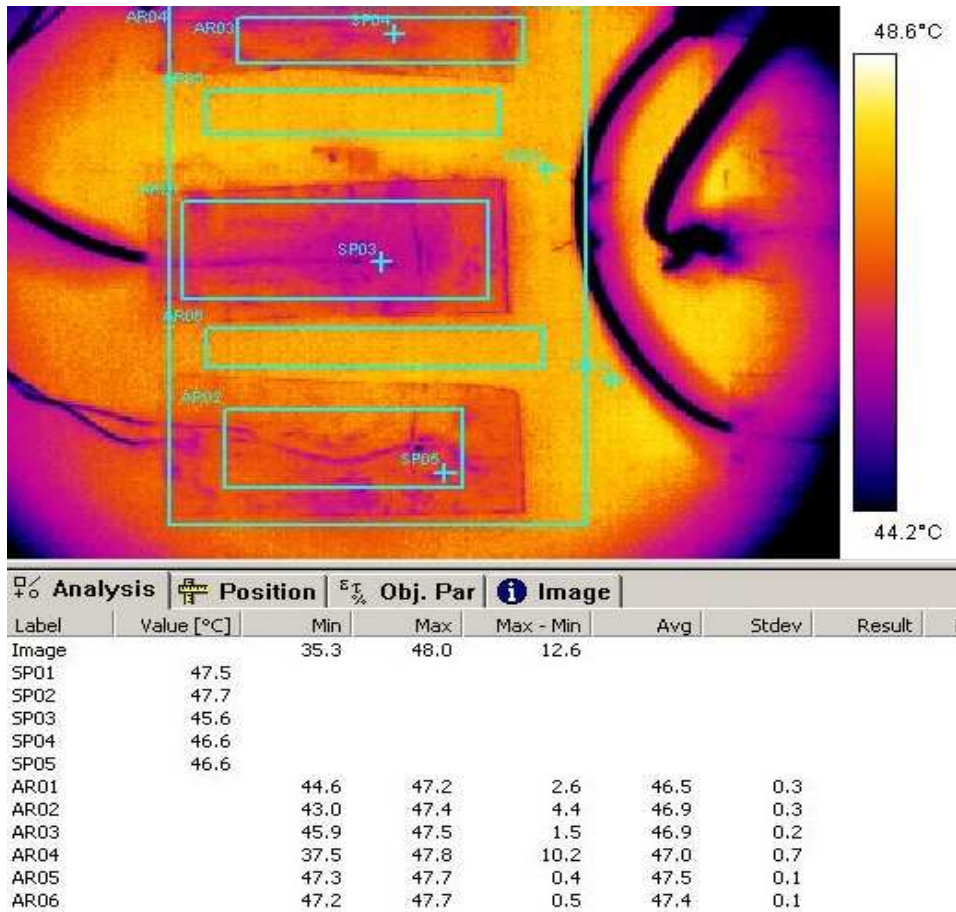 AR04
AR03
SP04
48.6°C
SP03
AR06
AR02
SP05
44.2°C
Analysis Position Obj. Par Image
Label Value [°C] Min Max Max - Min Avg Stdev Result
Image 35.3 48.0 12.6
SP01 47.5
SP02 47.7
SP03 45.6
SP04 46.6
SP05 46.6
AR01 44.6 47.2 2.6 46.5 0.3
AR02 43.0 47.4 4.4 46.9 0.3
AR03 45.9 47.5 1.5 46.9 0.2
AR04 37.5 47.8 10.2 47.0 0.7
AR05 47.3 47.7 0.4 47.5 0.1
AR06 47.2 47.7 0.5 47.4 0.1